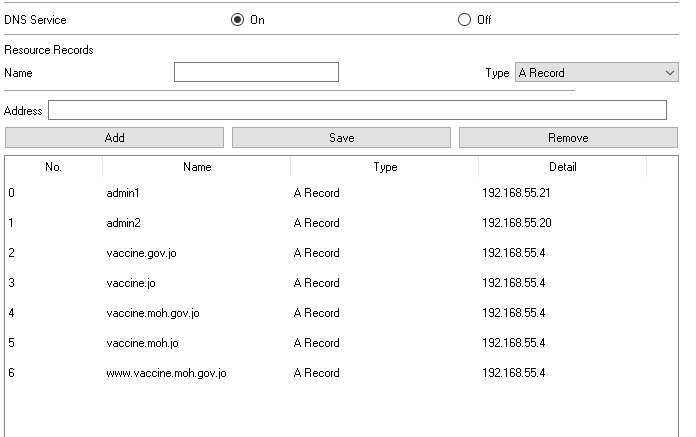 DNS Service On Off
Resource Records
Name Type A Record
Address
Add Save Remove
No. Name Type Detail
0 admin1 A Record 192.168.55.21
1 admin2 A Record 192.168.55.20
2 vaccine.gov.jo A Record 192.168.55.4
3 vaccine.jo A Record 192.168.55.4
4 vaccine.moh.gov.jo A Record 192.168.55.4
5 vaccine.moh.jo A Record 192.168.55.4
6 www.vaccine.moh.gov.jo A Record 192.168.55.4